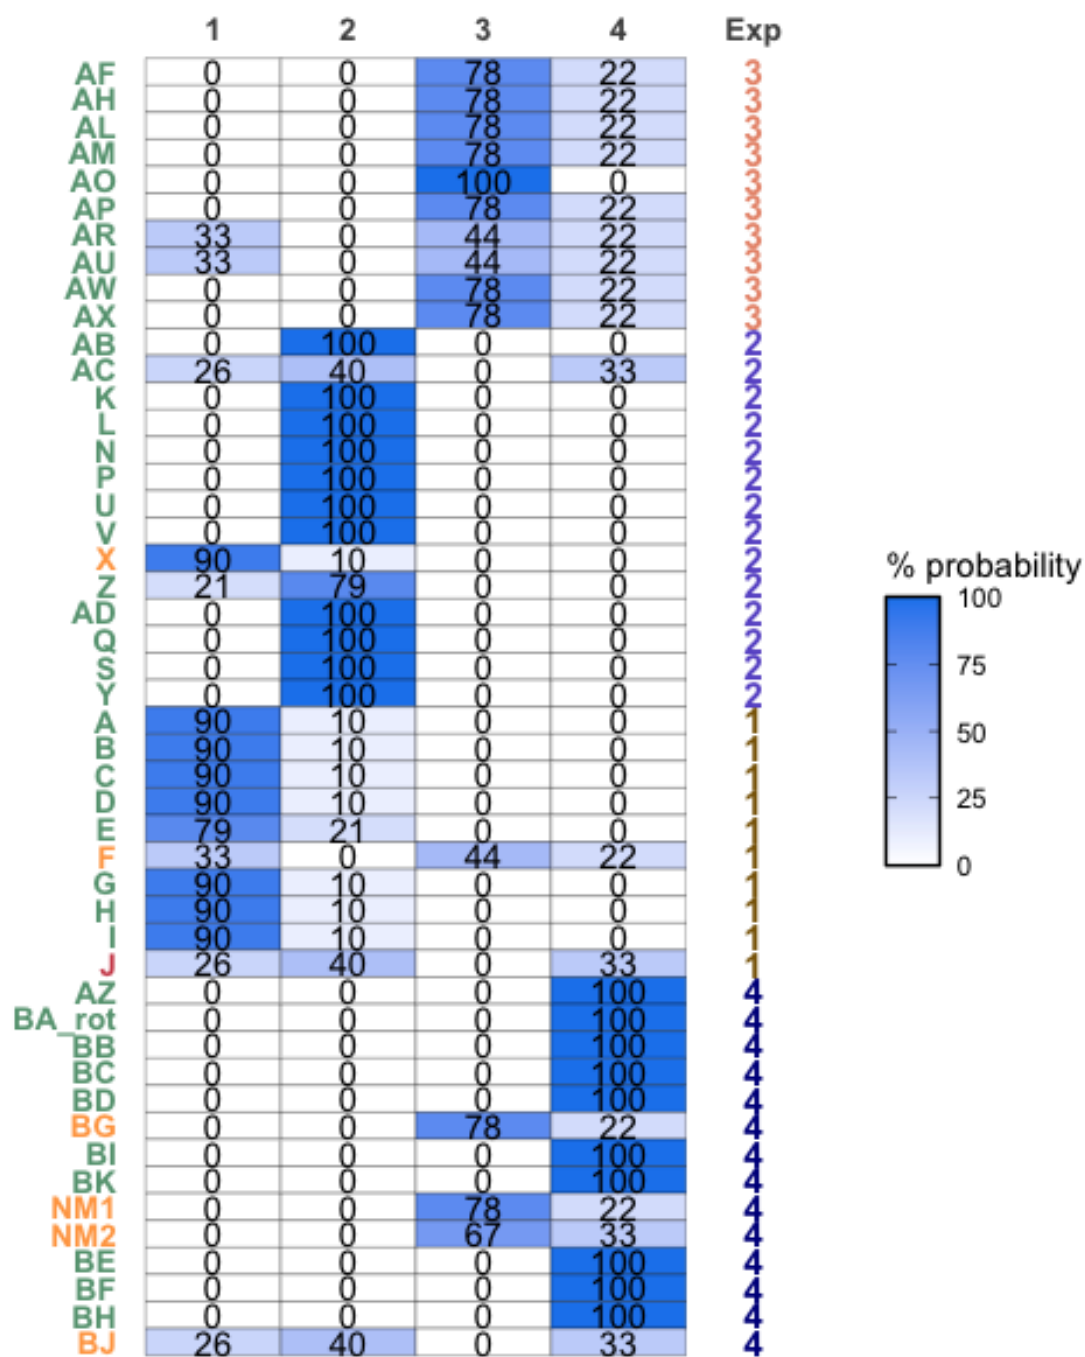 1 2 3 4 Exp
AF 0 0 78 22 3
AH 0 0 78 22 3
AL 0 0 78 22 3
AM 0 0 78 22 3
AO 0 0 100 0 3
AP 0 0 78 22 3
AR 33 0 44 22 3
AU 33 0 44 22 3
AW 0 0 78 22 3
AX 0 0 78 22 3
AB 0 100 0 0 2
AC 26 40 0 33 2
K 0 100 0 0 2
L 0 100 0 0 2
N 0 100 0 0 2
P 0 100 0 0 2
U 0 100 0 0 2
V 0 100 0 0 2
X 90 10 0 0 2
Z 21 79 0 0 2
AD 0 100 0 0 2
Q 0 100 0 0 2
S 0 100 0 0 2
Y 0 100 0 0 2
A 90 10 0 0 1
B 90 10 0 0 1
C 90 10 0 0 1
D 90 10 0 0 1
E 79 21 0 0 1
F 33 0 44 22 1
G 90 10 0 0 1
H 90 10 0 0 1
I 90 10 0 0 1
J 26 40 0 33 1
AZ 0 0 0 100 4
BA_rot 0 0 0 100 4
BB 0 0 0 100 4
BC 0 0 0 100 4
BD 0 0 0 100 4
BG 0 0 78 22 4
BI 0 0 0 100 4
BK 0 0 0 100 4
NM1 0 0 78 22 4
NM2 0 0 67 33 4
BE 0 0 0 100 4
BF 0 0 0 100 4
BH 0 0 0 100 4
BJ 26 40 0 33 4
% probability
100
75
50
25
0